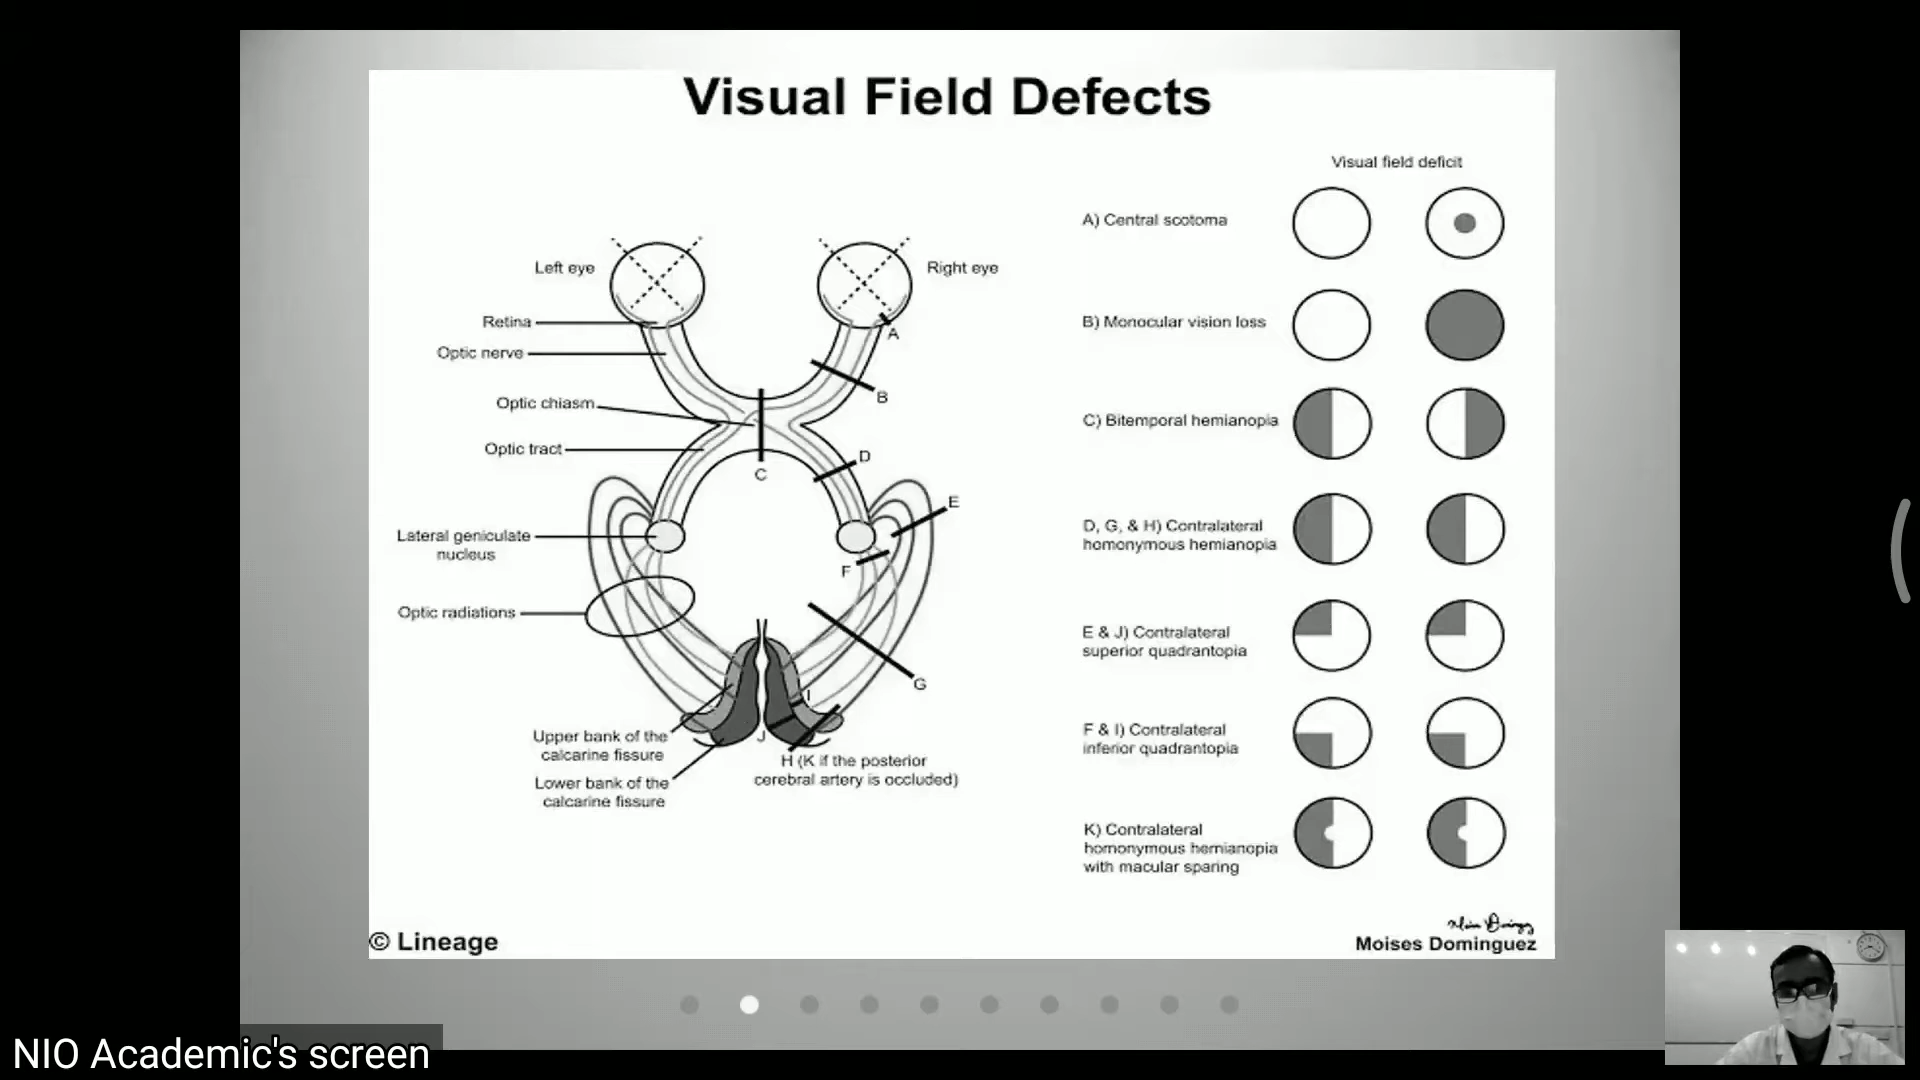 Visual Field Defects
Visual field deficit
Left eye
Right eye
Retina
Optic nerve
Optic chiasm
Optic tract
Lateral geniculate
nucleus
Optic radiations
Upper bank of the
calcarine fissure
Lower bank of the
calcarine fissure
A
B
C
D
E
F
G
I
J
H (K if the posterior
cerebral artery is occluded)
A) Central scotoma
B) Monocular vision loss
C) Bitemporal hemianopia
D, G, & H) Contralateral
homonymous hemianopia
E & J) Contralateral
superior quadrantopia
F & I) Contralateral
inferior quadrantopia
K) Contralateral
homonymous hemianopia
with macular sparing
© Lineage
Moises Dominguez
NIO Academic's screen